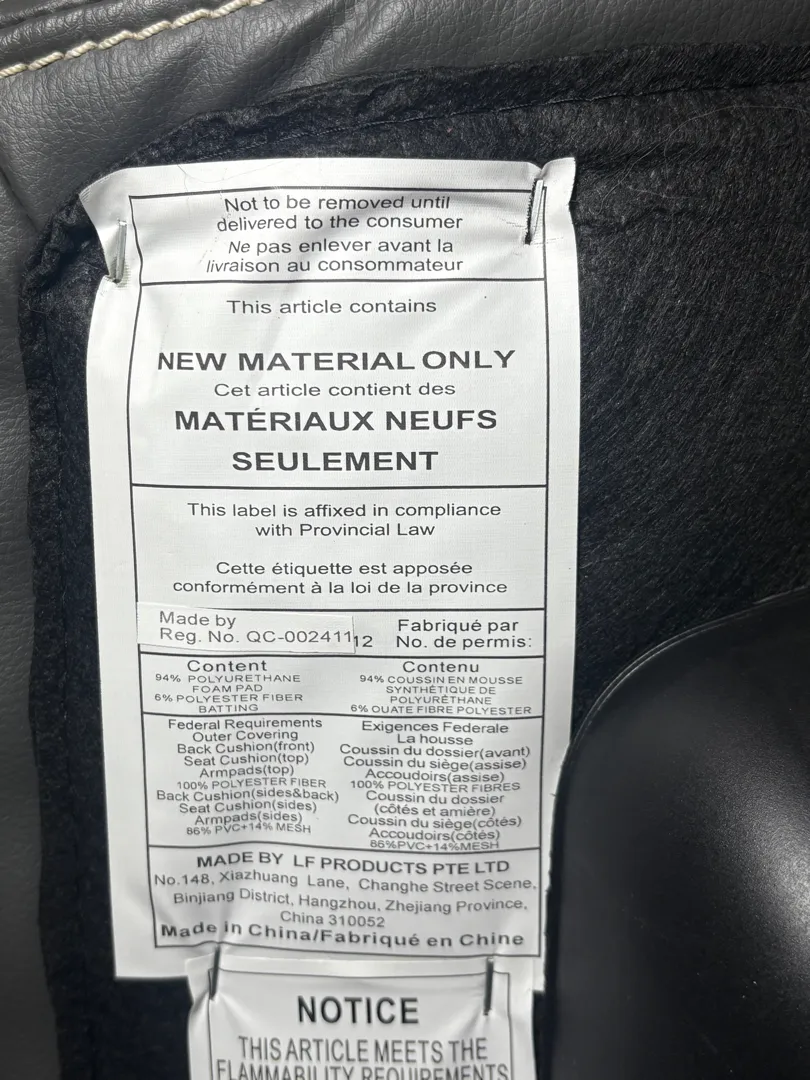 Not to be removed until
delivered to the consumer
Ne pas enlever avant la
livraison au consommateur
This article contains
NEW MATERIAL ONLY
Cet article contient des
MATÉRIAUX NEUFS
SEULEMENT
This label is affixed in compliance
with Provincial Law
Cette étiquette est apposée
conformément à la loi de la province
Made by
Reg. No. QC-002411
12
Fabriqué par
No. de permis:
Content
94% POLYURETHANE
FOAM PAD
6% POLYESTER FIBER
BATTING
Contenu
94% COUSSIN EN MOUSSE
SYNTHÉTIQUE DE
POLYURÉTHANE
6% OUATE FIBRE POLYESTER
Federal Requirements
Outer Covering
Back Cushion(front)
Seat Cushion(top)
Armpads(top)
100% POLYESTER FIBER
Back Cushion(sides&back)
Seat Cushion(sides)
Armpads(sides)
86% PVC+14% MESH
Exigences Federale
La housse
Coussin du dossier(avant)
Coussin du siège(assise)
Accoudoirs(assise)
100% POLYESTER FIBRES
Coussin du dossier
(côtés et amière)
Coussin du siège(côtés)
Accoudoirs(côtés)
86%PVC+14%MESH
MADE BY LF PRODUCTS PTE LTD
No.148, Xiazhuang Lane, Changhe Street Scene,
Binjiang District, Hangzhou, Zhejiang Province,
China 310052
Made in China/Fabriqué en Chine
NOTICE
THIS ARTICLE MEETS THE
FLAMMABILITY REQUIREMENTS